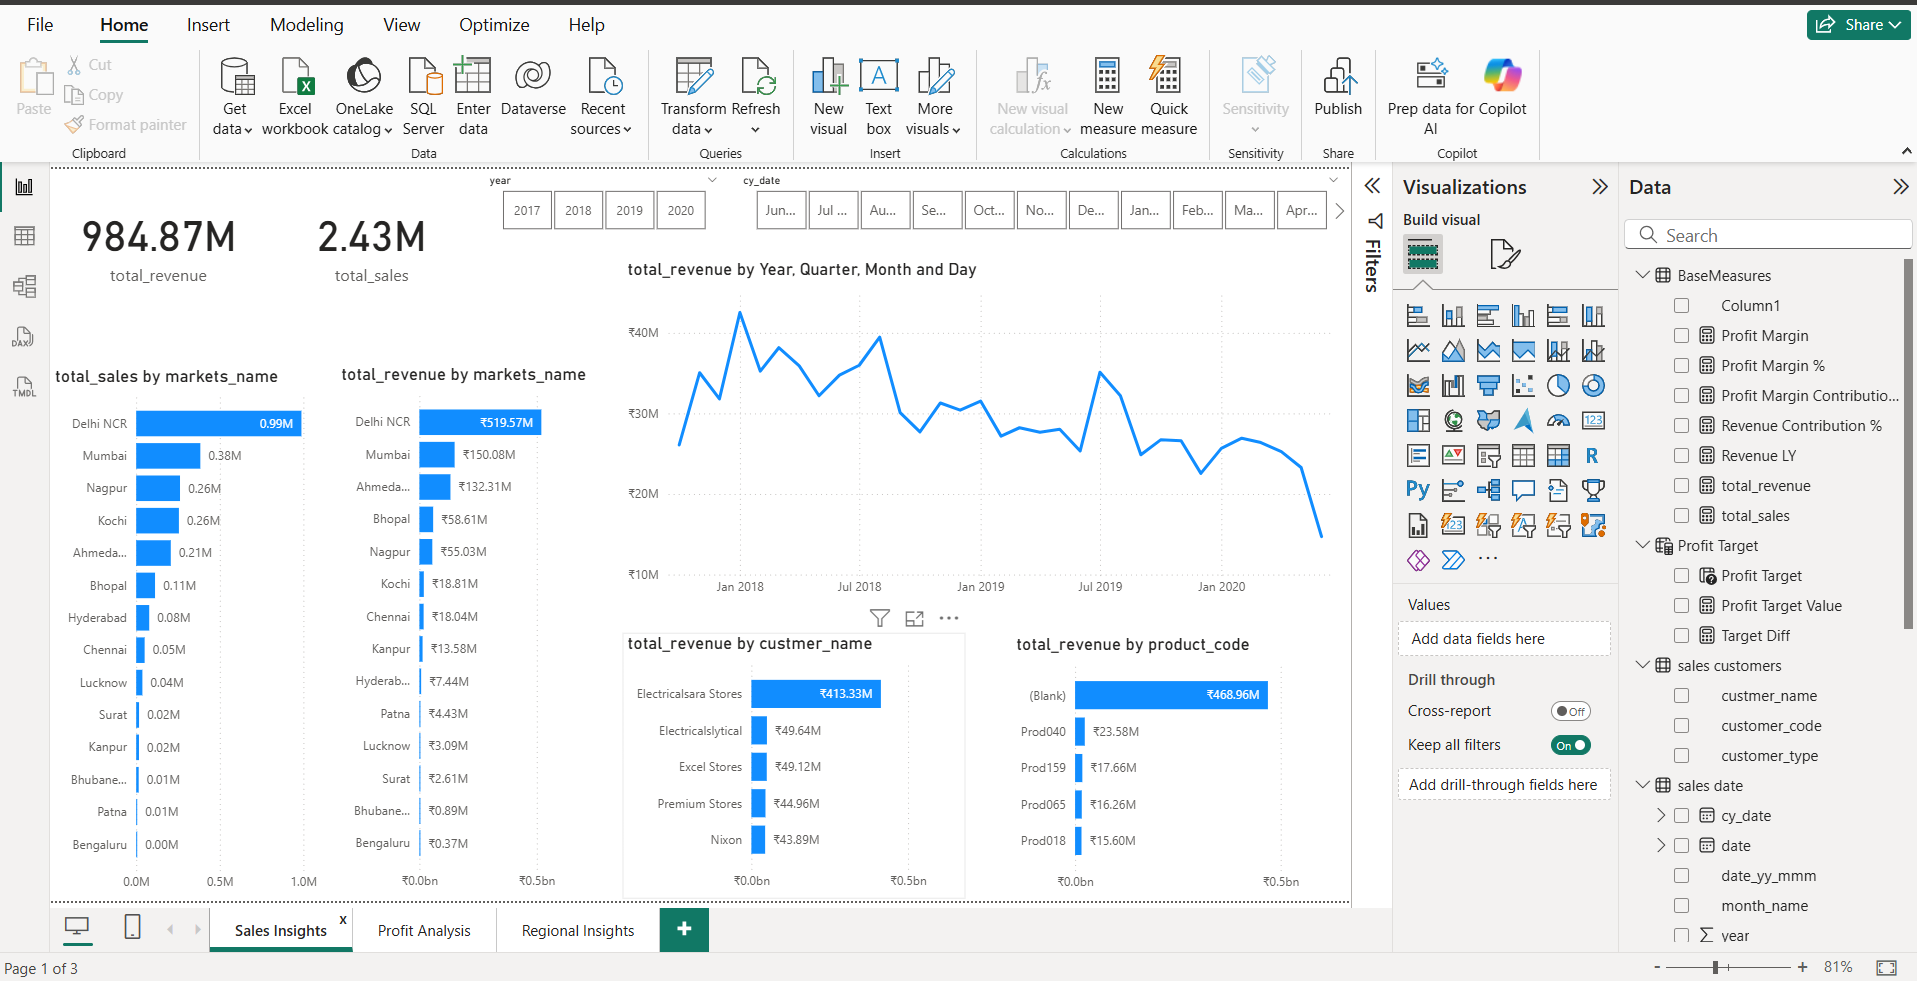 File Home Insert Modeling View Optimize Help
Share
Paste
Cut
Copy
Format painter
Clipboard
Get data
Excel workbook
OneLake catalog
SQL Server
Enter data
Dataverse
Recent sources
Data
Transform data
Refresh
Queries
New visual
Text box
More visuals
Insert
New visual calculation
New measure
Quick measure
Calculations
Sensitivity
Sensitivity
Publish
Share
Prep data for AI
Copilot
Copilot
984.87M
total_revenue
2.43M
total_sales
year
2017 2018 2019 2020
cy_date
Jun... Jul ... Au... Se... Oct... No... De... Jan... Feb... Ma... Apr...
total_revenue by Year, Quarter, Month and Day
₹40M
₹30M
₹20M
₹10M
Jan 2018 Jul 2018 Jan 2019 Jul 2019 Jan 2020
total_sales by markets_name
Delhi NCR 0.99M
Mumbai 0.38M
Nagpur 0.26M
Kochi 0.26M
Ahmeda... 0.21M
Bhopal 0.11M
Hyderabad 0.08M
Chennai 0.05M
Lucknow 0.04M
Surat 0.02M
Kanpur 0.02M
Bhubane... 0.01M
Patna 0.01M
Bengaluru 0.00M
0.0M 0.5M 1.0M
total_revenue by markets_name
Delhi NCR ₹519.57M
Mumbai ₹150.08M
Ahmeda... ₹132.31M
Bhopal ₹58.61M
Nagpur ₹55.03M
Kochi ₹18.81M
Chennai ₹18.04M
Kanpur ₹13.58M
Hyderab... ₹7.44M
Patna ₹4.43M
Lucknow ₹3.09M
Surat ₹2.61M
Bhubane... ₹0.89M
Bengaluru ₹0.37M
₹0.0bn ₹0.5bn
total_revenue by custmer_name
Electricalsara Stores ₹413.33M
Electricalslytical ₹49.64M
Excel Stores ₹49.12M
Premium Stores ₹44.96M
Nixon ₹43.89M
₹0.0bn ₹0.5bn
total_revenue by product_code
(Blank) ₹468.96M
Prod040 ₹23.58M
Prod159 ₹17.66M
Prod065 ₹16.26M
Prod018 ₹15.60M
₹0.0bn ₹0.5bn
Filters
Visualizations
Build visual
123
R
Py
123
Values
Add data fields here
Drill through
Cross-report Off
Keep all filters On
Add drill-through fields here
Data
Search
BaseMeasures
Column1
Profit Margin
Profit Margin %
Profit Margin Contributio...
Revenue Contribution %
Revenue LY
total_revenue
total_sales
Profit Target
Profit Target
Profit Target Value
Target Diff
sales customers
custmer_name
customer_code
customer_type
sales date
cy_date
date
date_yy_mmm
month_name
year
DAX
TMDL
Sales Insights x
Profit Analysis
Regional Insights
+
Page 1 of 3
- + 81%